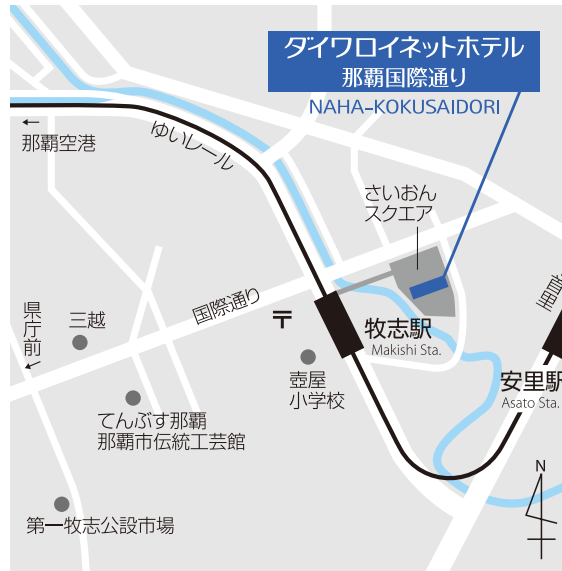 ダイワロイネットホテル
那覇国際通り
NAHA-KOKUSAIDORI
←
那覇空港
ゆいレール
さいおん
スクエア
首里
国際通り
〒
牧志駅
Makishi Sta.
県庁前
三越
壺屋
小学校
安里駅
Asato Sta.
てんぶす那覇
那覇市伝統工芸館
第一牧志公設市場
N